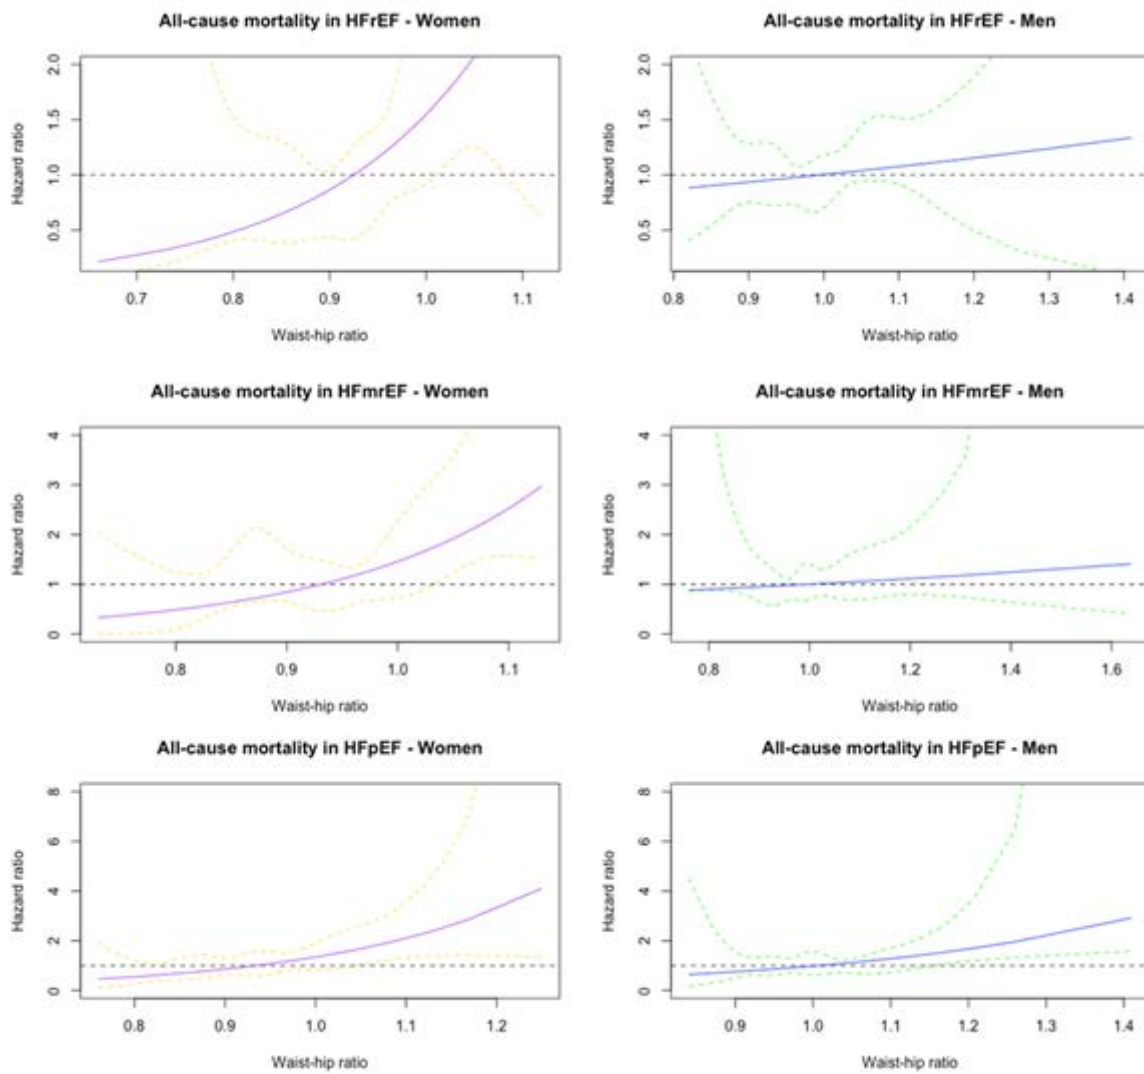 All-cause mortality in HFrEF - Women
Hazard ratio
2.0
1.5
1.0
0.5
0.7 0.8 0.9 1.0 1.1
Waist-hip ratio
All-cause mortality in HFrEF - Men
Hazard ratio
2.0
1.5
1.0
0.5
0.8 0.9 1.0 1.1 1.2 1.3 1.4
Waist-hip ratio
All-cause mortality in HFmrEF - Women
Hazard ratio
4
3
2
1
0
0.8 0.9 1.0 1.1
Waist-hip ratio
All-cause mortality in HFmrEF - Men
Hazard ratio
4
3
2
1
0
0.8 1.0 1.2 1.4 1.6
Waist-hip ratio
All-cause mortality in HFpEF - Women
Hazard ratio
8
6
4
2
0
0.8 0.9 1.0 1.1 1.2
Waist-hip ratio
All-cause mortality in HFpEF - Men
Hazard ratio
8
6
4
2
0
0.9 1.0 1.1 1.2 1.3 1.4
Waist-hip ratio